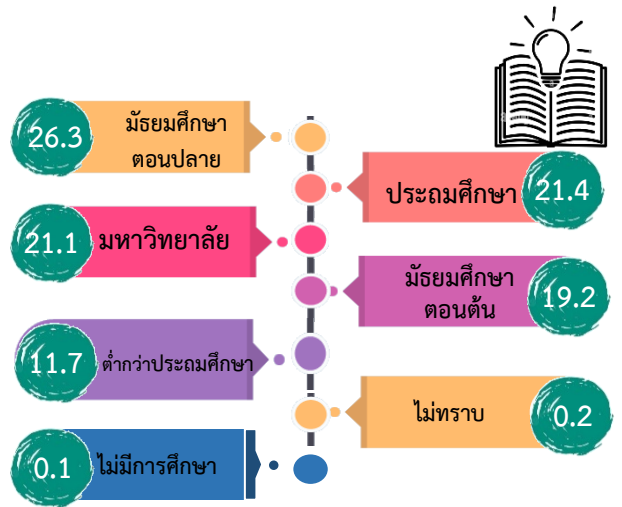 26.3
มัธยมศึกษา
ตอนปลาย
ประถมศึกษา
21.4
21.1
มหาวิทยาลัย
มัธยมศึกษา
ตอนต้น
19.2
11.7
ต่ำกว่าประถมศึกษา
ไม่ทราบ
0.2
0.1
ไม่มีการศึกษา